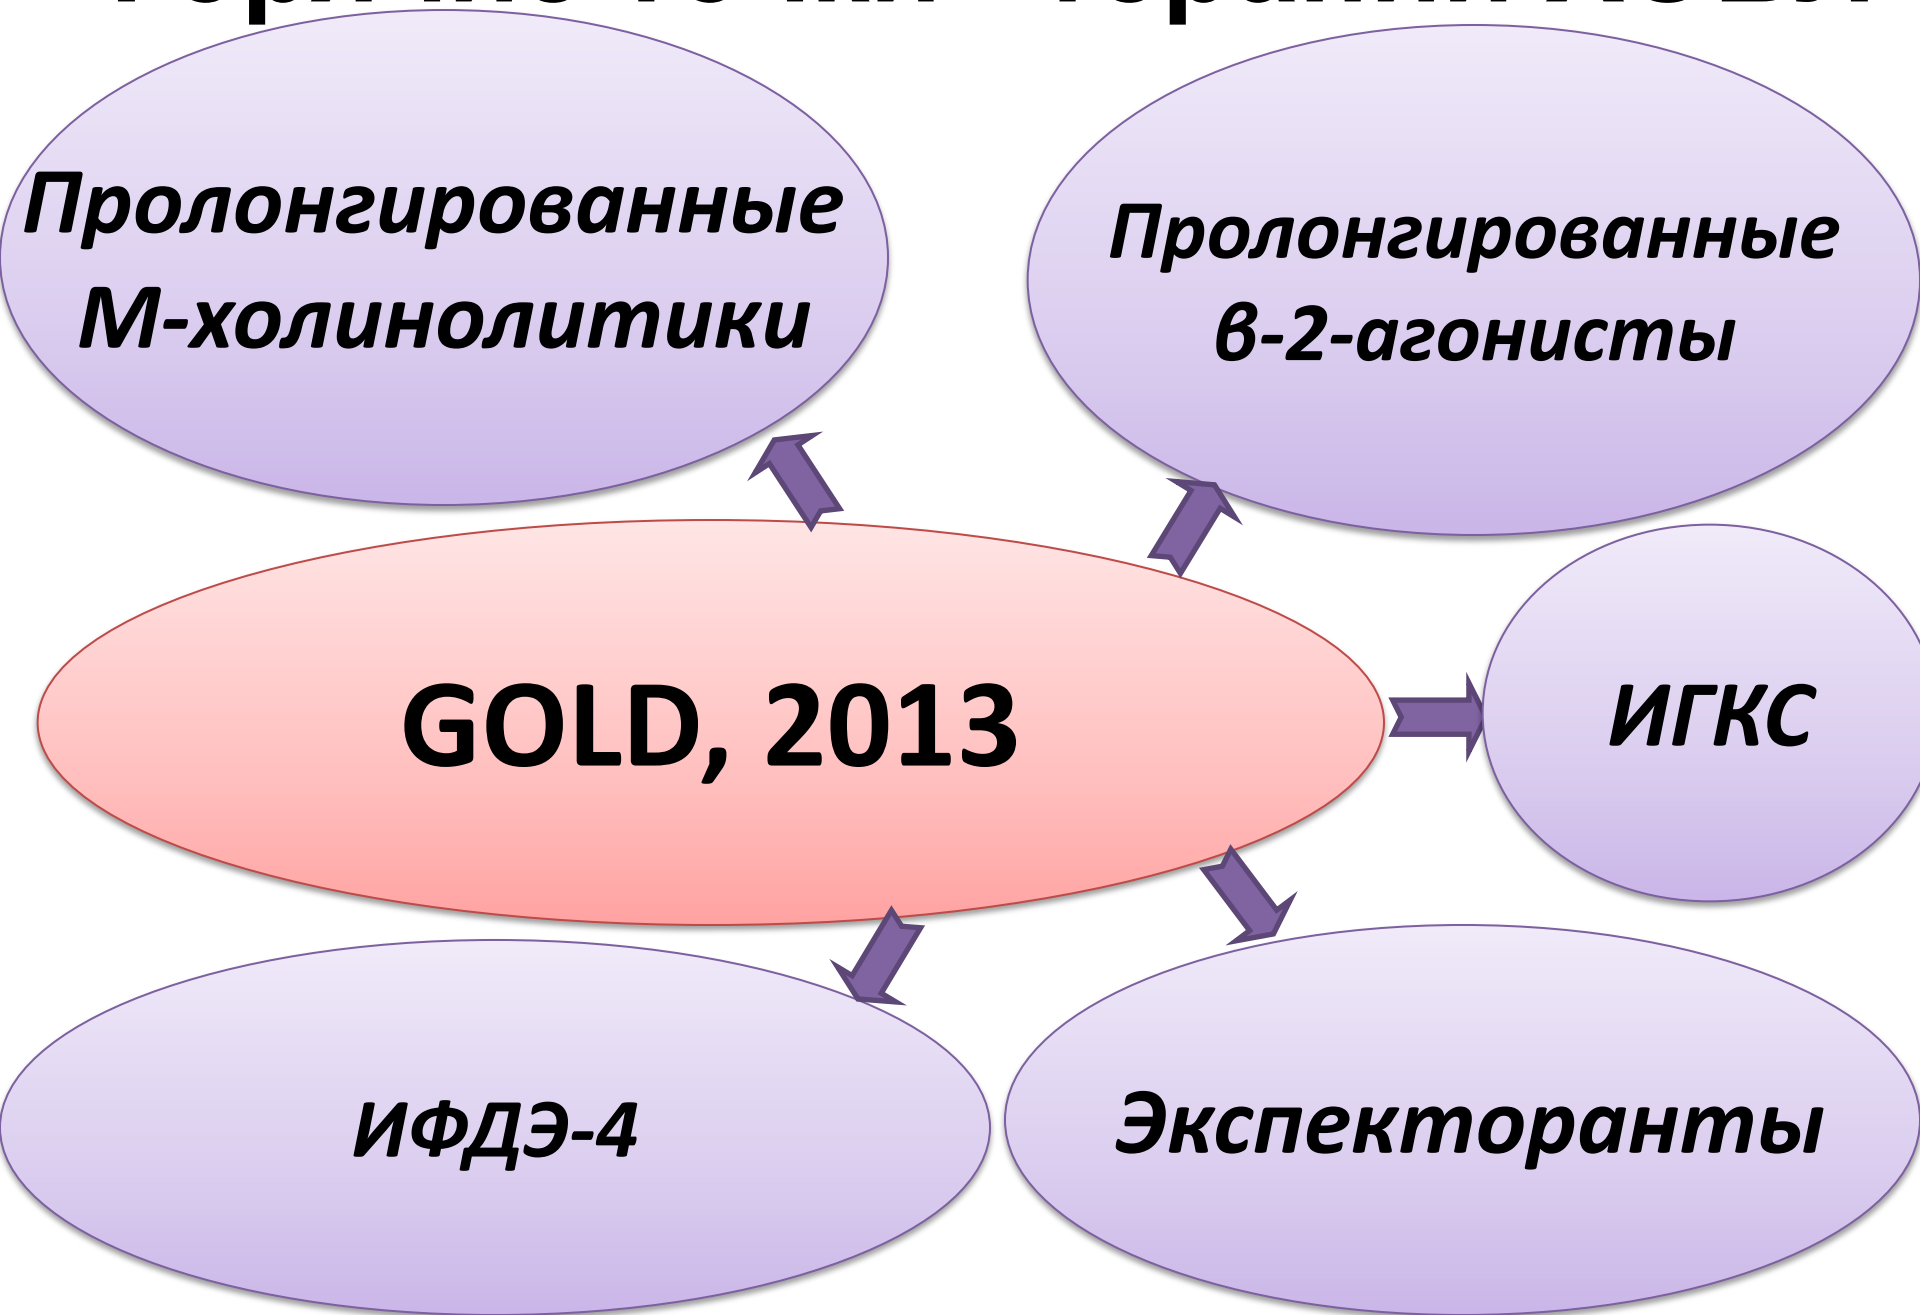 Пролонгированные
М-холинолитики
Пролонгированные
в-2-агонисты
GOLD, 2013
ИГКС
ИФДЭ-4
Экспекторанты